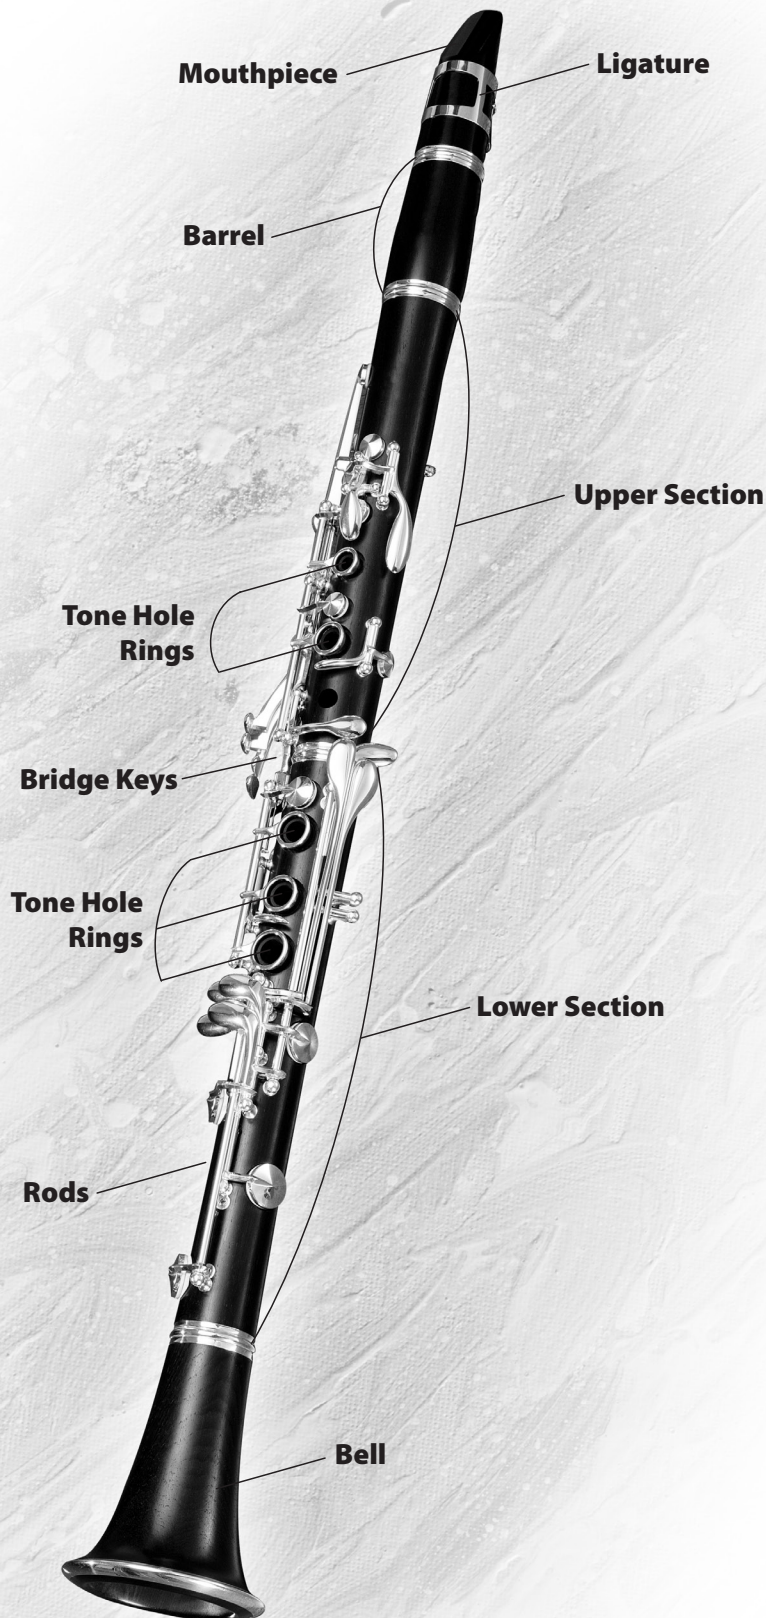 Mouthpiece
Ligature
Barrel
Upper Section
Tone Hole
Rings
Bridge Keys
Tone Hole
Rings
Lower Section
Rods
Bell